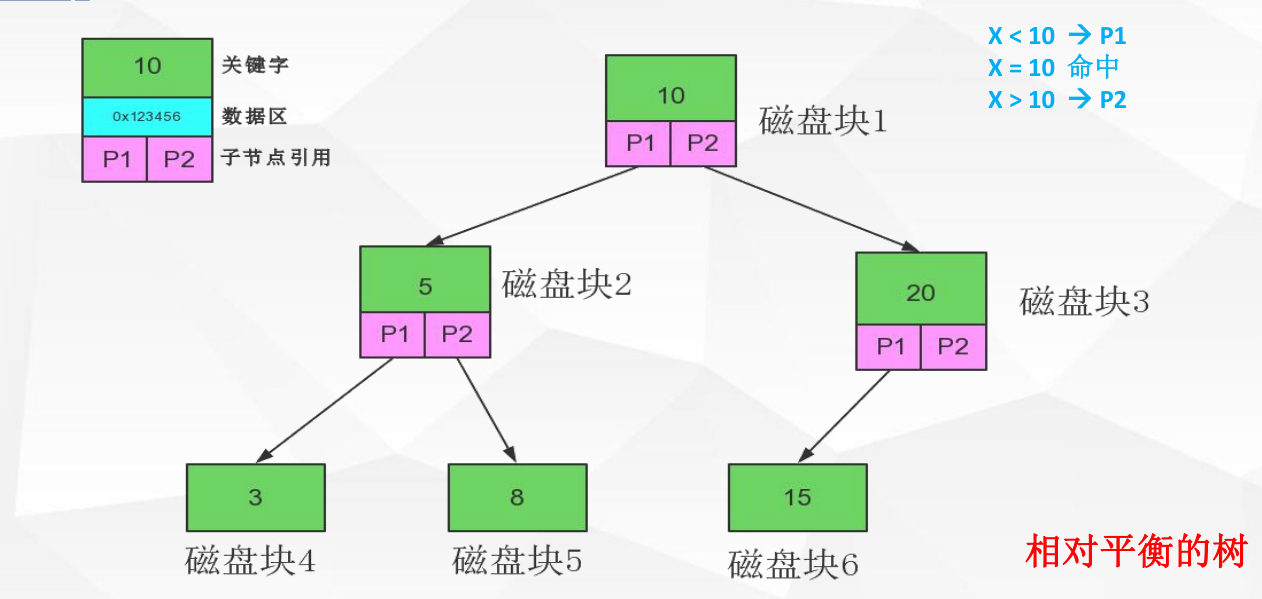 10
关键字
0x123456
数据区
P1 P2
子节点引用
X < 10 → P1
X = 10 命中
X > 10 → P2
10
P1 P2
磁盘块1
5
P1 P2
磁盘块2
20
P1 P2
磁盘块3
3
磁盘块4
8
磁盘块5
15
磁盘块6
相对平衡的树